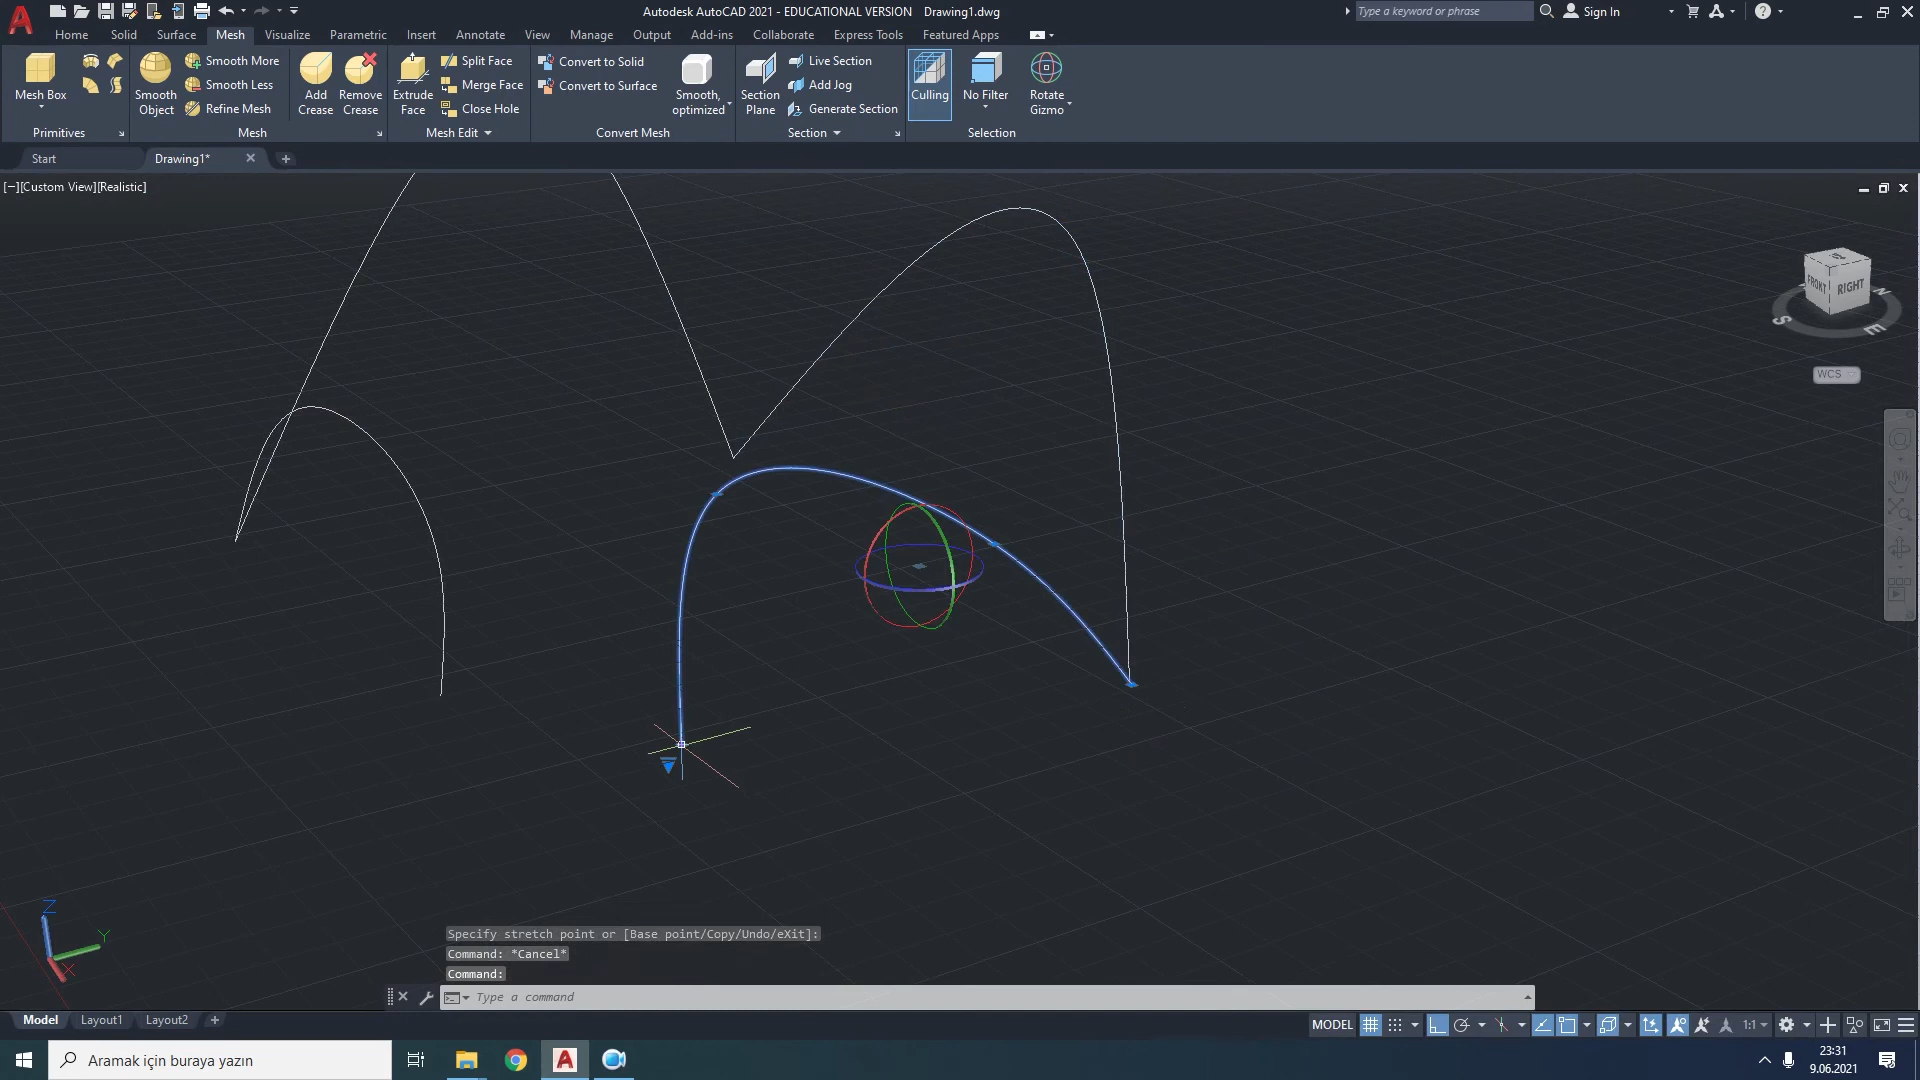 Autodesk AutoCAD 2021 - EDUCATIONAL VERSION Drawing1.dwg
Type a keyword or phrase
Sign In
Home Solid Surface Mesh Visualize Parametric Insert Annotate View Manage Output Add-ins Collaborate Express Tools Featured Apps
Mesh Box
Primitives
Smooth Object
Smooth More
Smooth Less
Refine Mesh
Add Crease
Remove Crease
Mesh
Extrude Face
Split Face
Merge Face
Close Hole
Mesh Edit
Convert to Solid
Convert to Surface
Smooth, optimized
Convert Mesh
Section Plane
Live Section
Add Jog
Generate Section
Section
Culling
No Filter
Rotate Gizmo
Selection
Start
Drawing1*
[−][Custom View][Realistic]
FRONT
RIGHT
N
S
E
WCS
Z
Y
X
Specify stretch point or [Base point/Copy/Undo/eXit]:
Command: *Cancel*
Command:
Type a command
Model Layout1 Layout2
MODEL
1:1
Aramak için buraya yazın
23:31
9.06.2021